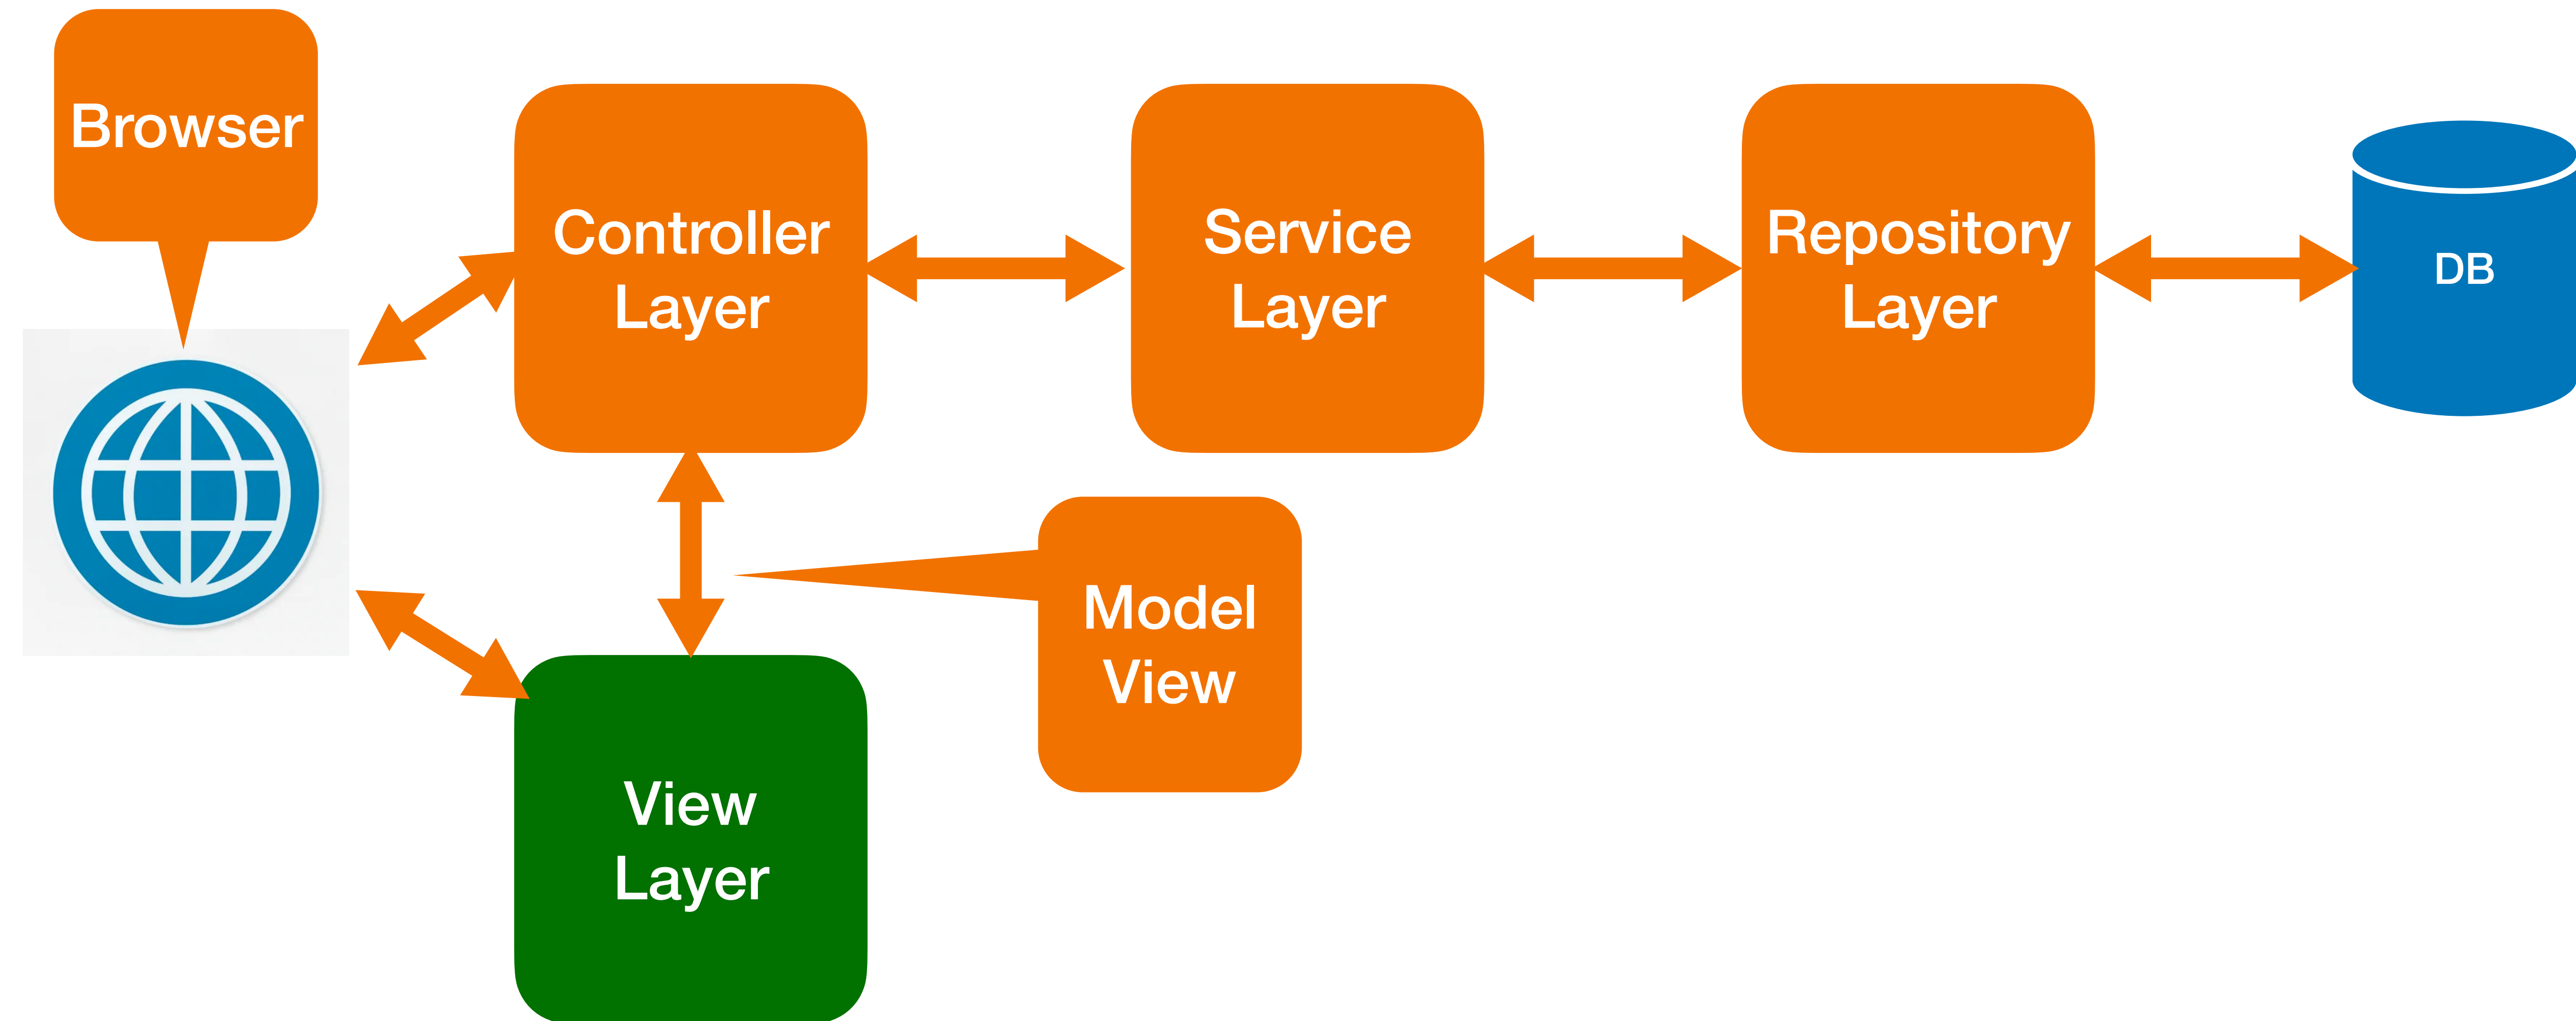 Browser
Controller
Layer
Service
Layer
Repository
Layer
DB
Model
View
View
Layer